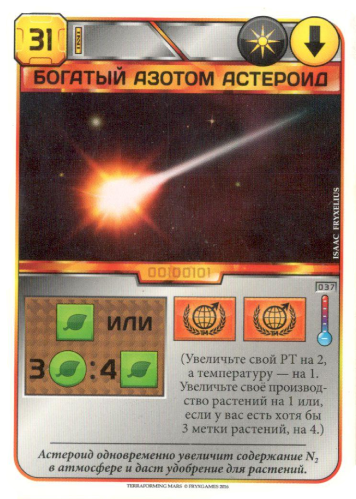 31
БОГАТЫЙ АЗОТОМ АСТЕРОИД
ISAAC FRYXELIUS
00100101
037
ИЛИ
3 : 4
(Увеличьте свой РТ на 2,
а температуру — на 1.
Увеличьте своё производ-
ство растений на 1 или,
если у вас есть хотя бы
3 метки растений, на 4.)
Астероид одновременно увеличит содержание N₂
в атмосфере и даст удобрение для растений.
TERRAFORMING MARS © FRYXGAMES 2016